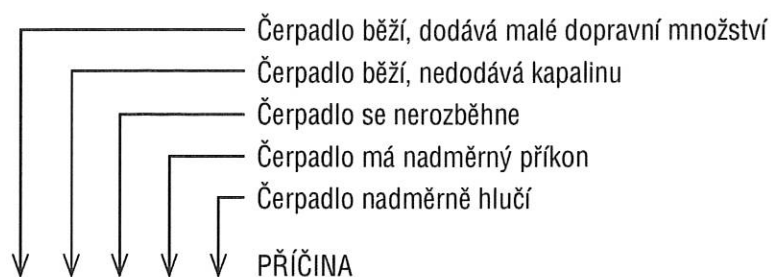 Čerpadlo běží, dodává malé dopravní množství
Čerpadlo běží, nedodává kapalinu
Čerpadlo se nerozběhne
Čerpadlo má nadměrný příkon
Čerpadlo nadměrně hlučí
PŘÍČINA